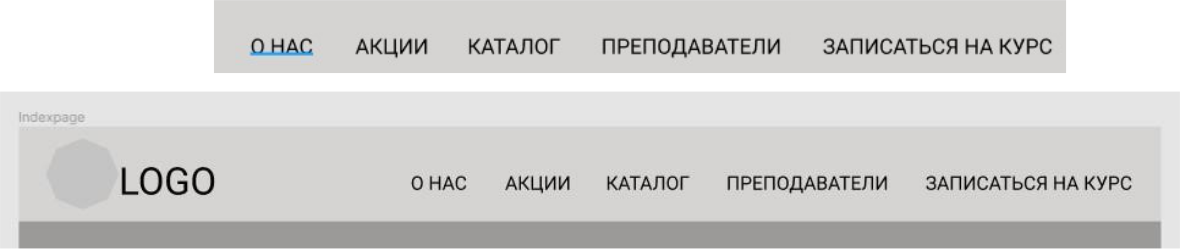 О НАС АКЦИИ КАТАЛОГ ПРЕПОДАВАТЕЛИ ЗАПИСАТЬСЯ НА КУРС
Indexpage
LOGO О НАС АКЦИИ КАТАЛОГ ПРЕПОДАВАТЕЛИ ЗАПИСАТЬСЯ НА КУРС